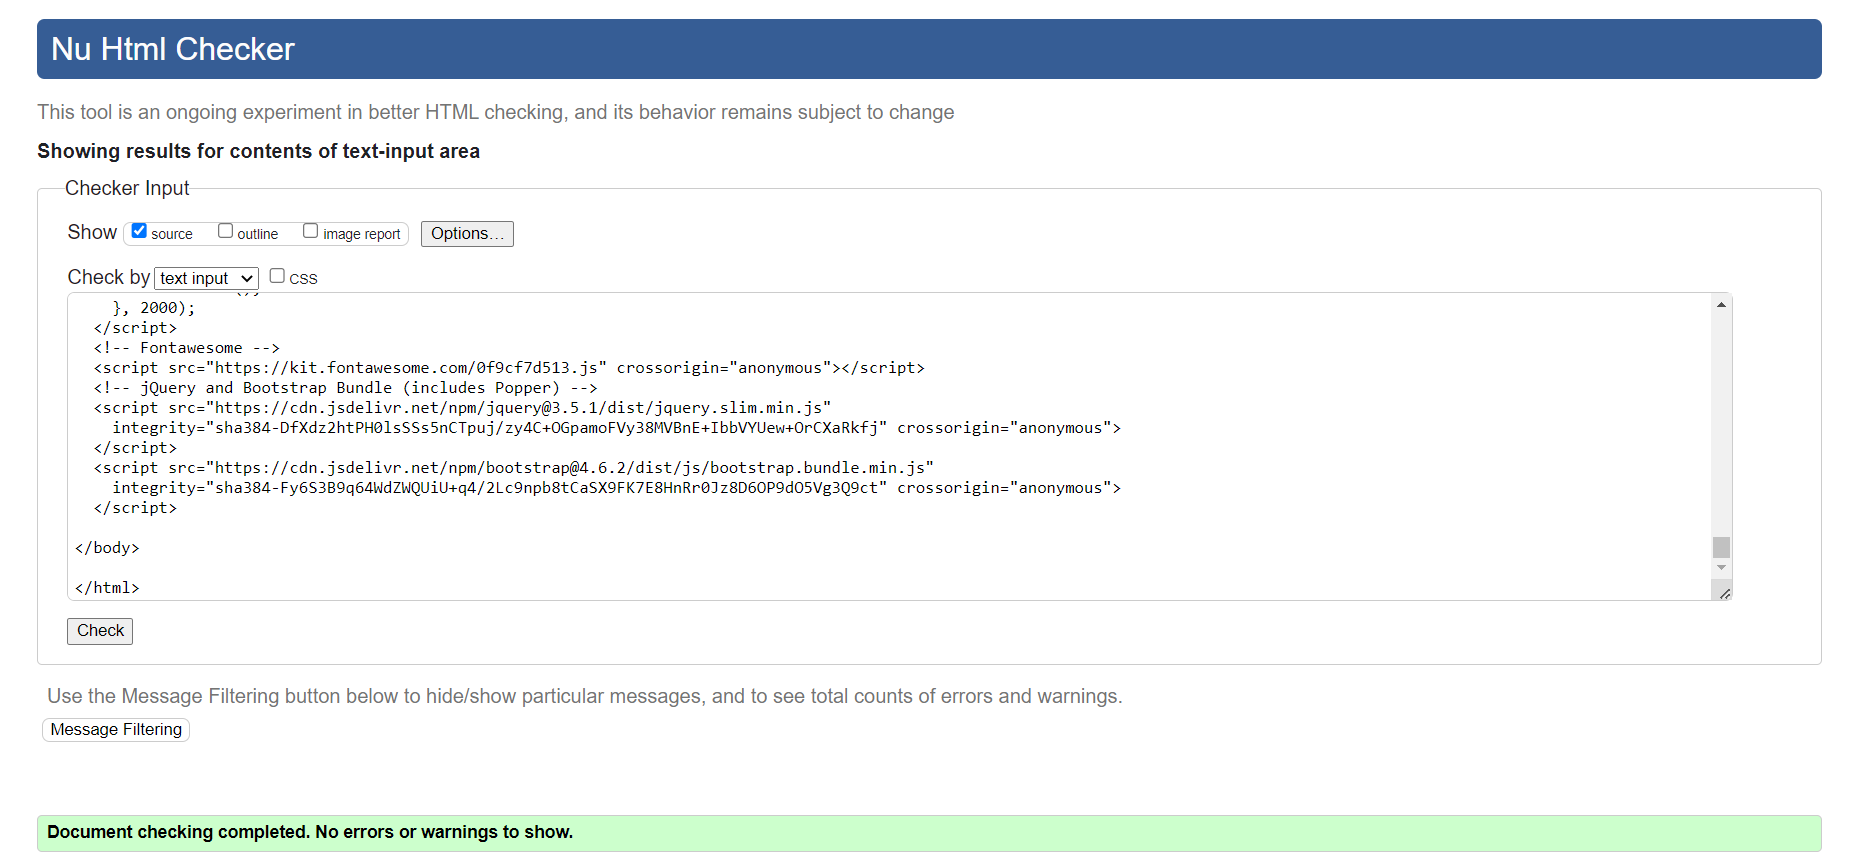 Nu Html Checker
This tool is an ongoing experiment in better HTML checking, and its behavior remains subject to change
Showing results for contents of text-input area
Checker Input
Show source outline image report Options...
Check by text input CSS
}, 2000);
</script>
<!-- Fontawesome -->
<script src="https://kit.fontawesome.com/0f9cf7d513.js" crossorigin="anonymous"></script>
<!-- jQuery and Bootstrap Bundle (includes Popper) -->
<script src="https://cdn.jsdelivr.net/npm/jquery@3.5.1/dist/jquery.slim.min.js"
integrity="sha384-DfXdz2htPH0lsSSs5nCTpuj/zy4C+OGpamoFVy38MVBnE+IbbVYUew+OrCXaRkfj" crossorigin="anonymous">
</script>
<script src="https://cdn.jsdelivr.net/npm/bootstrap@4.6.2/dist/js/bootstrap.bundle.min.js"
integrity="sha384-Fy6S3B9q64WdZWQUiU+q4/2Lc9npb8tCaSX9FK7E8HnRr0Jz8D6OP9dO5Vg3Q9ct" crossorigin="anonymous">
</script>
</body>
</html>
Check
Use the Message Filtering button below to hide/show particular messages, and to see total counts of errors and warnings.
Message Filtering
Document checking completed. No errors or warnings to show.